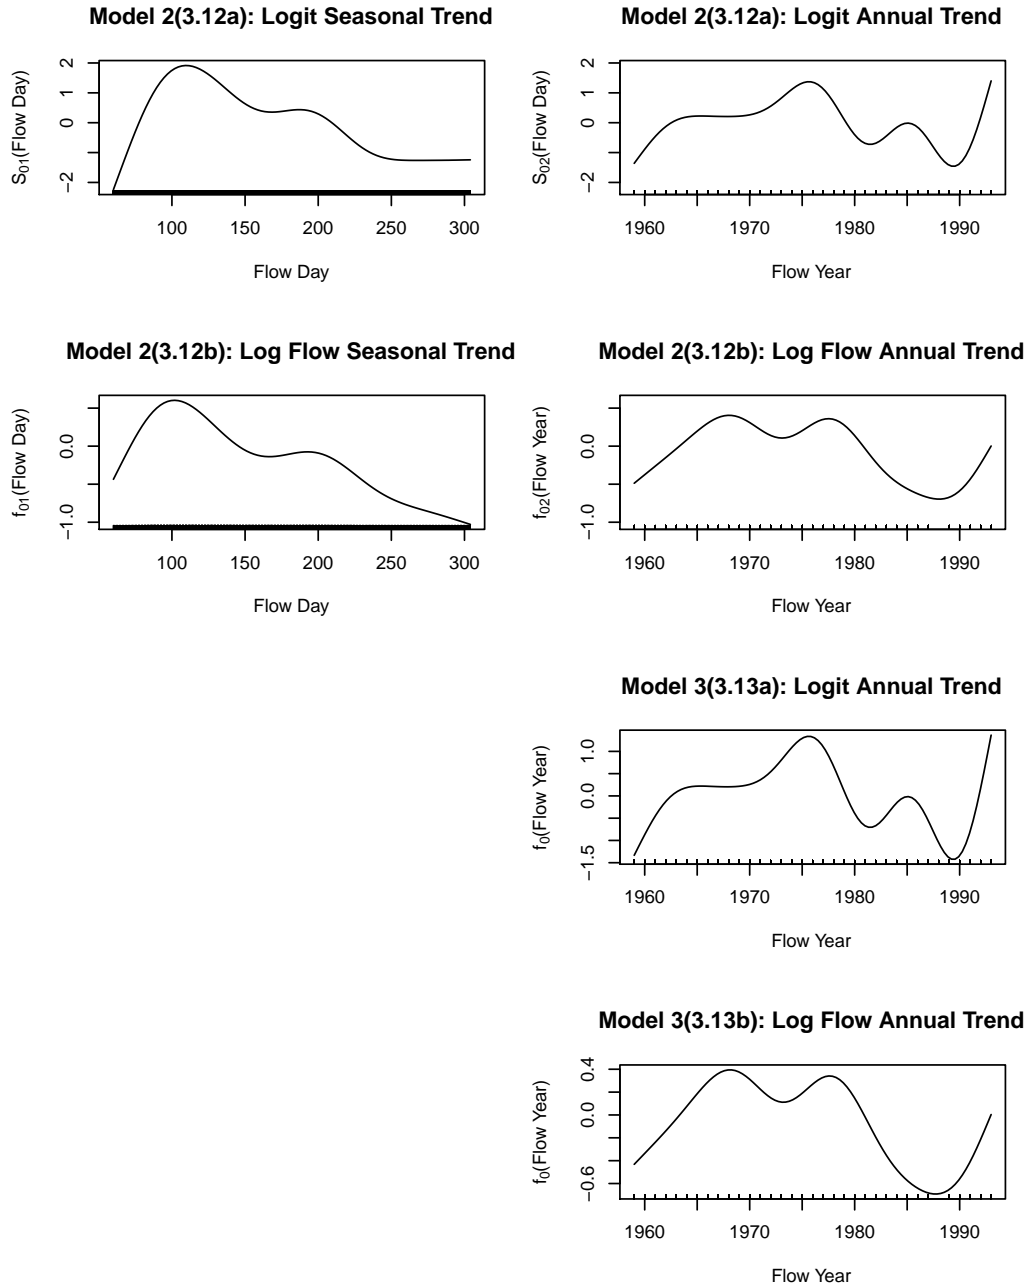 Model 2(3.12a): Logit Seasonal Trend
S01(Flow Day)
2
1
0
−2
100 150 200 250 300
Flow Day
Model 2(3.12a): Logit Annual Trend
S02(Flow Day)
2
1
0
−2
1960 1970 1980 1990
Flow Year
Model 2(3.12b): Log Flow Seasonal Trend
f01(Flow Day)
0.0
−1.0
100 150 200 250 300
Flow Day
Model 2(3.12b): Log Flow Annual Trend
f02(Flow Year)
0.0
−1.0
1960 1970 1980 1990
Flow Year
Model 3(3.13a): Logit Annual Trend
f0(Flow Year)
1.0
0.0
−1.5
1960 1970 1980 1990
Flow Year
Model 3(3.13b): Log Flow Annual Trend
f0(Flow Year)
0.4
0.0
−0.6
1960 1970 1980 1990
Flow Year